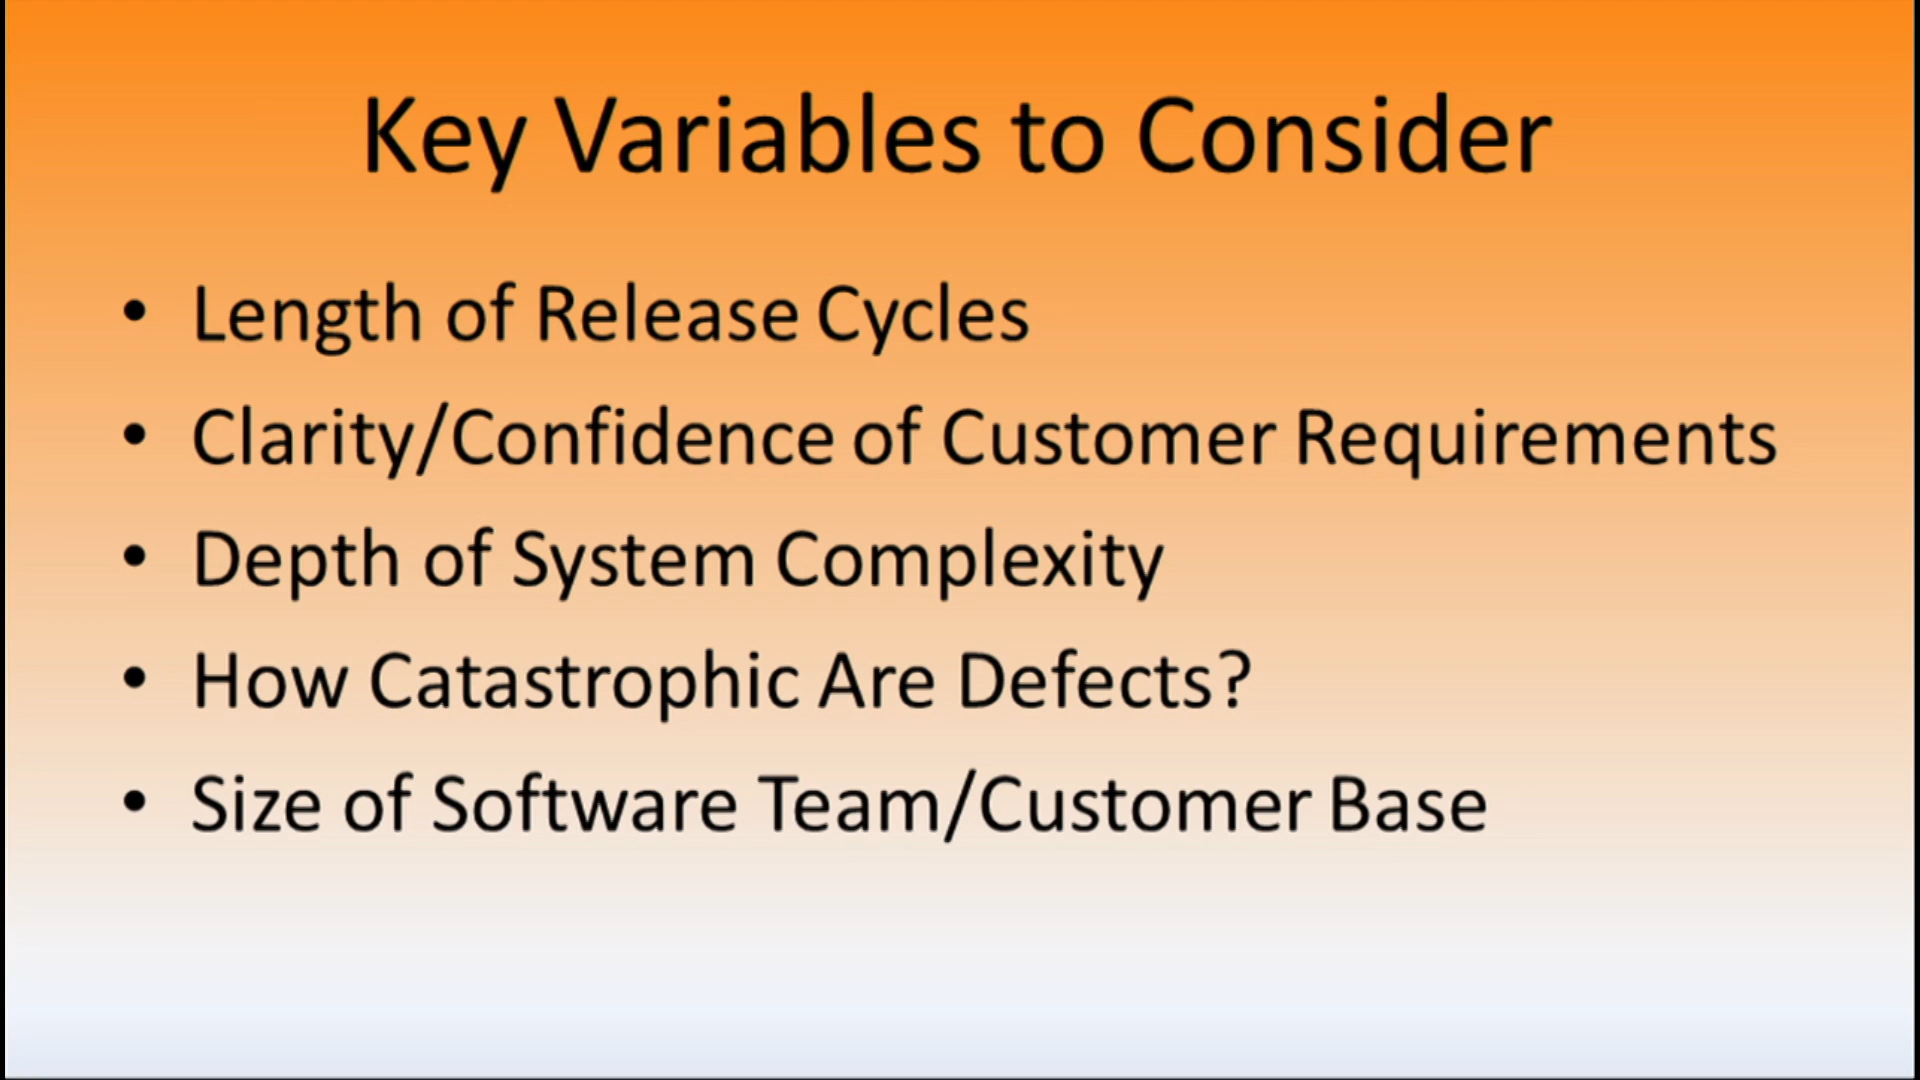 Key Variables to Consider
• Length of Release Cycles
• Clarity/Confidence of Customer Requirements
• Depth of System Complexity
• How Catastrophic Are Defects?
• Size of Software Team/Customer Base